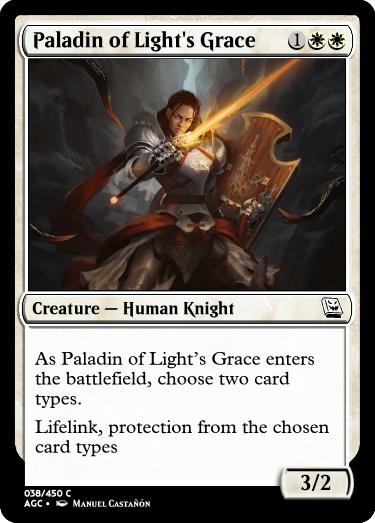 Paladin of Light's Grace 1
Creature — Human Knight
As Paladin of Light's Grace enters
the battlefield, choose two card
types.
Lifelink, protection from the chosen
card types
3/2
038/450 C
AGC • Manuel Castañón